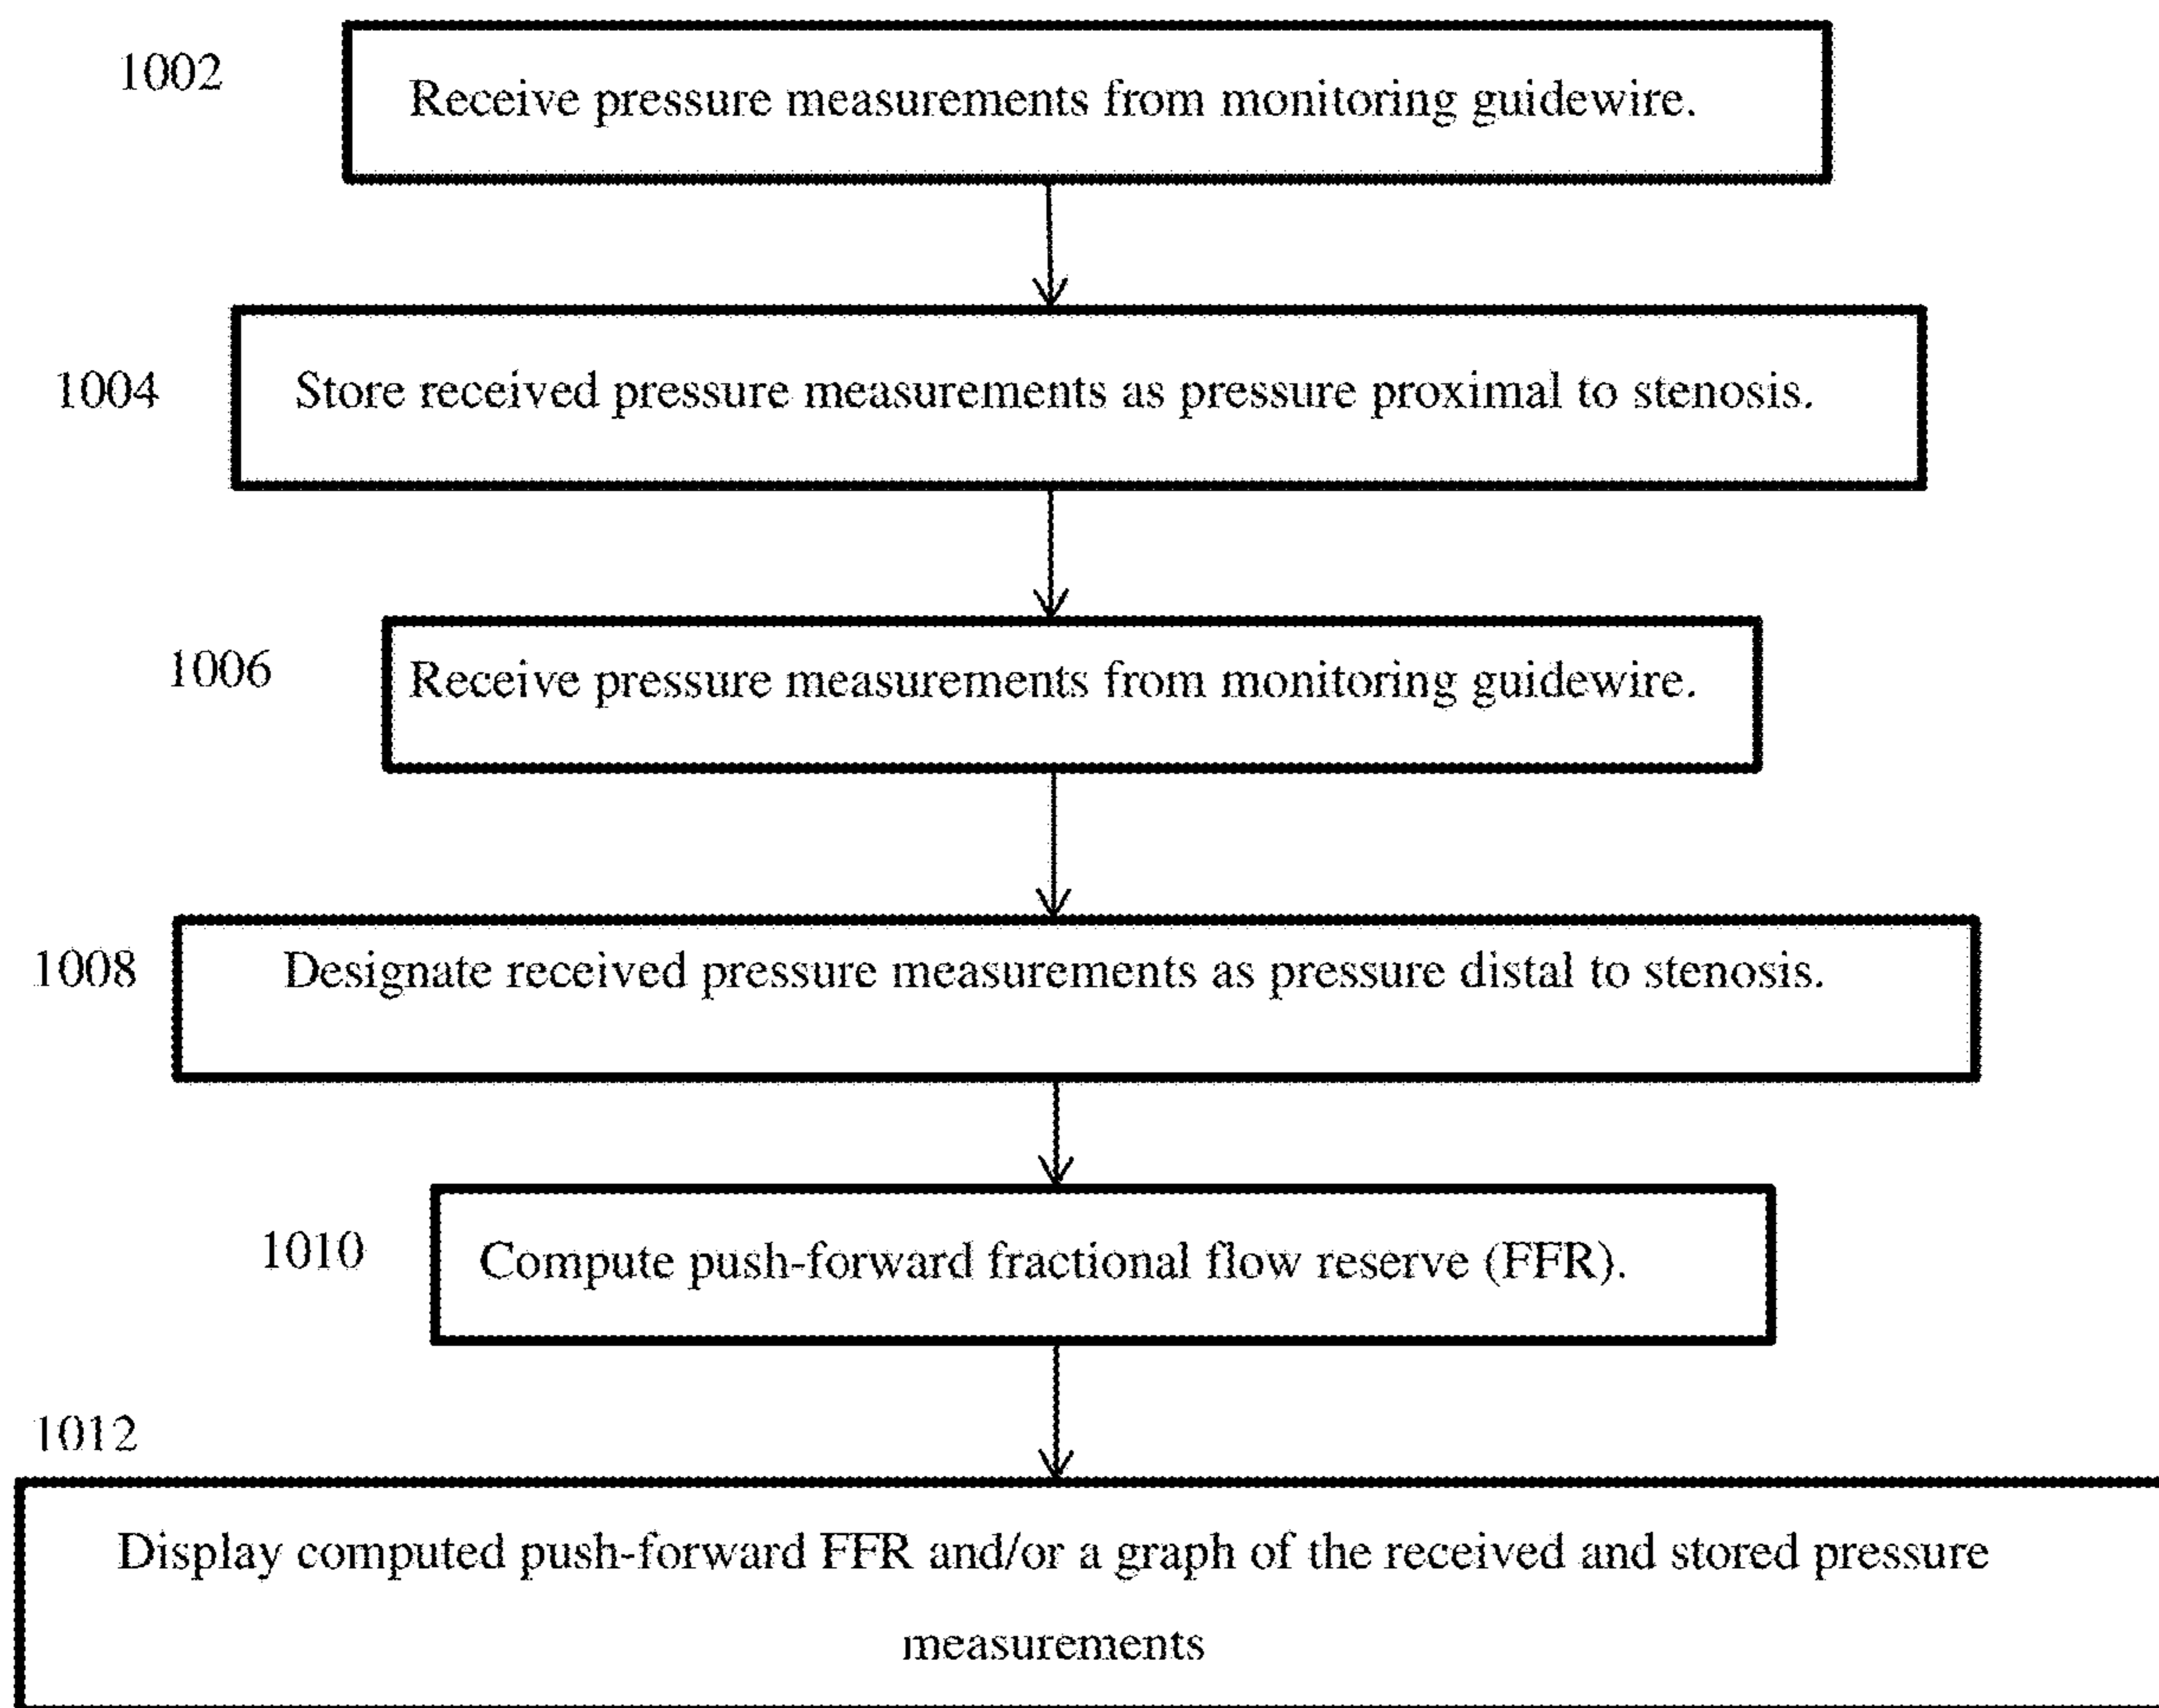 1002
Receive pressure measurements from monitoring guidewire.
1004
Store received pressure measurements as pressure proximal to stenosis.
1006
Receive pressure measurements from monitoring guidewire.
1008
Designate received pressure measurements as pressure distal to stenosis.
1010
Compute push-forward fractional flow reserve (FFR).
1012
Display computed push-forward FFR and/or a graph of the received and stored pressure
measurements